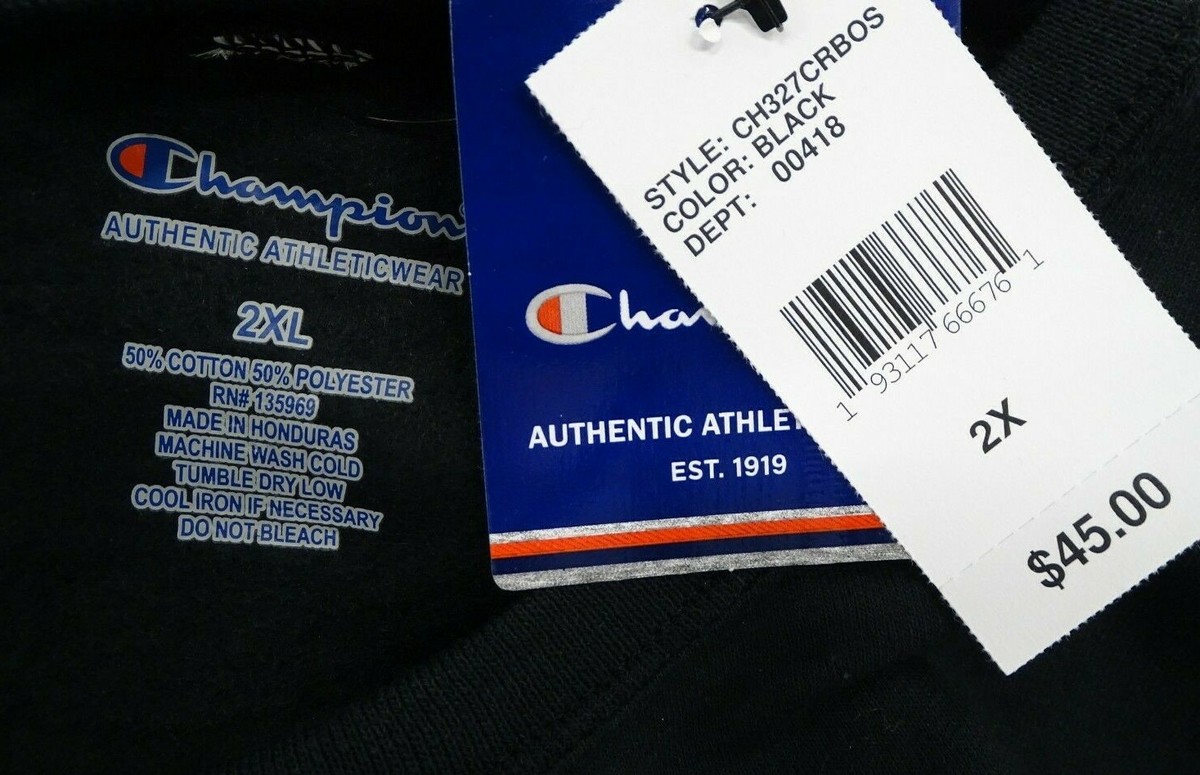 Champion
AUTHENTIC ATHLETICWEAR
2XL
50% COTTON 50% POLYESTER
RN# 135969
MADE IN HONDURAS
MACHINE WASH COLD
TUMBLE DRY LOW
COOL IRON IF NECESSARY
DO NOT BLEACH
Cha
AUTHENTIC ATHLET
EST. 1919
STYLE: CH327CRBOS
COLOR: BLACK
DEPT: 00418
1 93117 66676 1
2X
$45.00